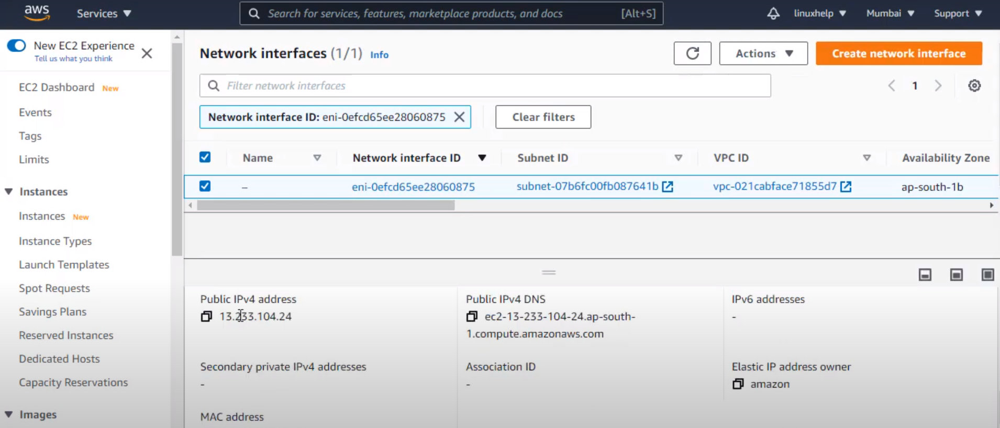 aws
Services
Search for services, features, marketplace products, and docs [Alt+S]
linuxhelp
Mumbai
Support
New EC2 Experience
Tell us what you think
EC2 Dashboard New
Events
Tags
Limits
Instances
Instances New
Instance Types
Launch Templates
Spot Requests
Savings Plans
Reserved Instances
Dedicated Hosts
Capacity Reservations
Images
Network interfaces (1/1) Info
Actions
Create network interface
Filter network interfaces
1
Network interface ID: eni-0efcd65ee28060875
Clear filters
Name Network interface ID Subnet ID VPC ID Availability Zone
– eni-0efcd65ee28060875 subnet-07b6fc00fb087641b vpc-021cabface71855d7 ap-south-1b
Public IPv4 address
13.233.104.24
Public IPv4 DNS
ec2-13-233-104-24.ap-south-
1.compute.amazonaws.com
IPv6 addresses
-
Secondary private IPv4 addresses
-
Association ID
-
Elastic IP address owner
amazon
MAC address